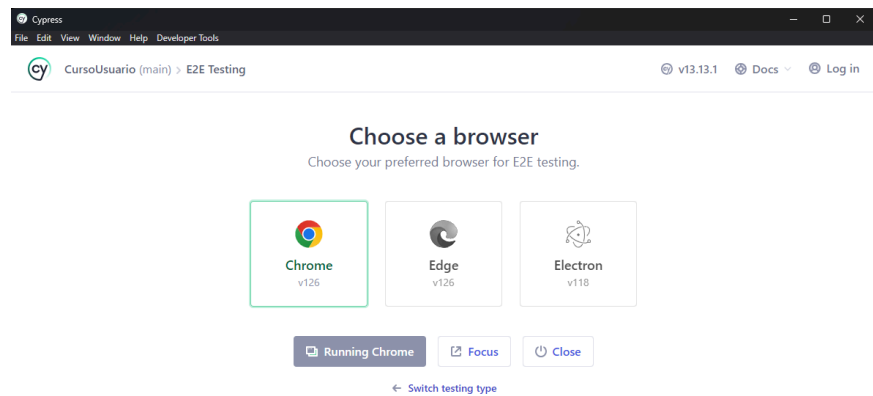 Cypress
File Edit View Window Help Developer Tools
cy CursoUsuario (main) > E2E Testing v13.13.1 Docs Log in
Choose a browser
Choose your preferred browser for E2E testing.
Chrome Edge Electron
v126 v126 v118
Running Chrome Focus Close
← Switch testing type